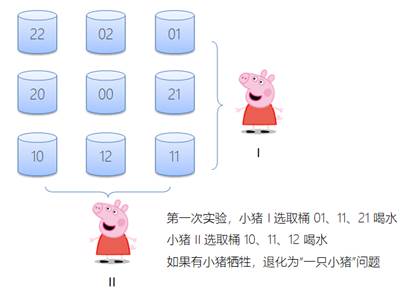 22 02 01
20 00 21
10 12 11
I
II
第一次实验，小猪 I 选取桶 01、11、21 喝水
小猪 II 选取桶 10、11、12 喝水
如果有小猪牺牲，退化为“一只小猪”问题